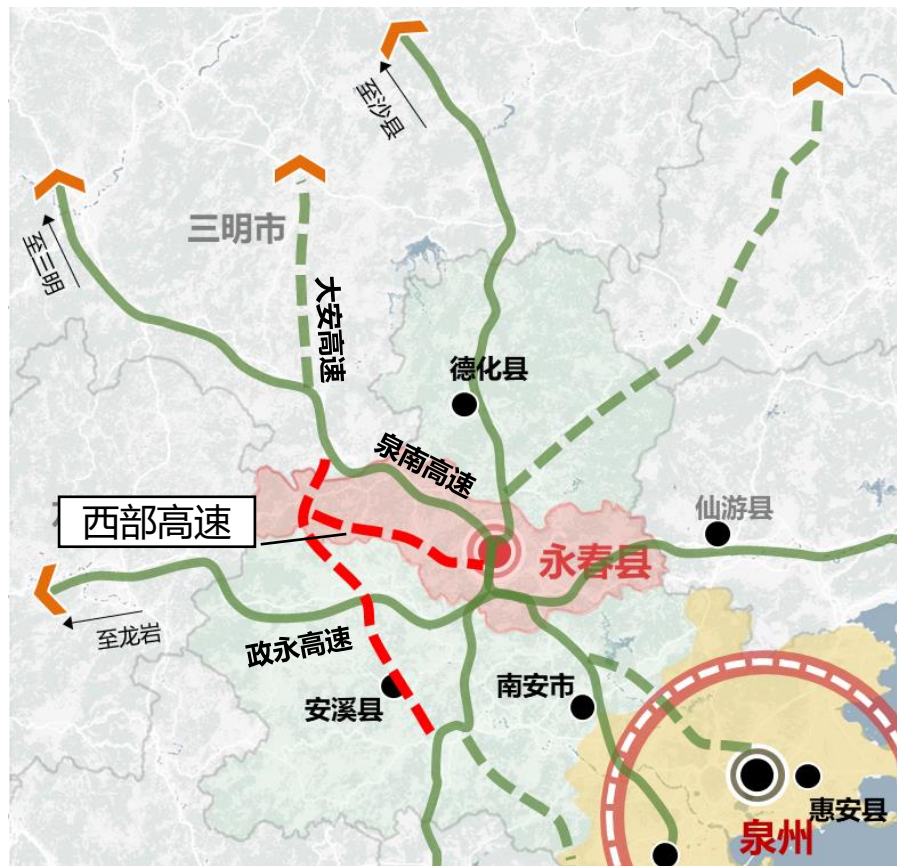 至沙县
三明市
至三明
大安高速
德化县
泉南高速
仙游县
西部高速
永春县
至龙岩
政永高速
安溪县
南安市
惠安县
泉州